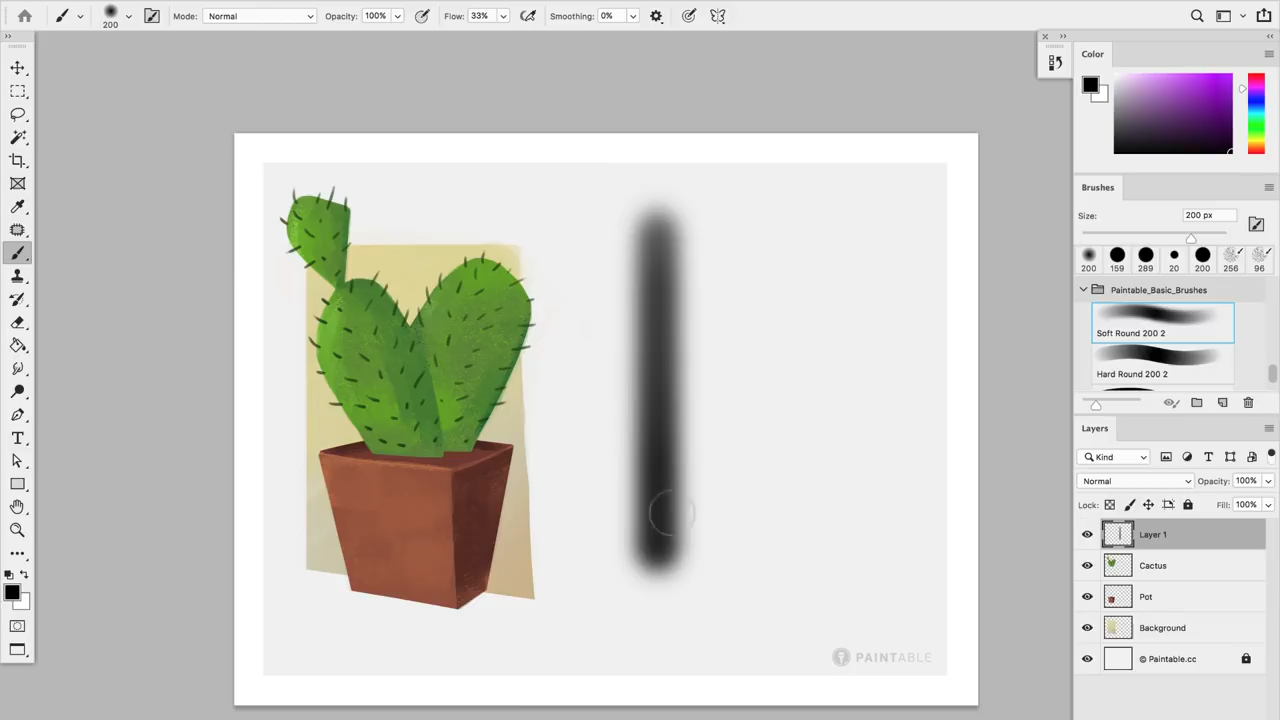 200
Mode: Normal
Opacity: 100%
Flow: 33%
Smoothing: 0%
Color
Brushes
Size:
200 px
200 159 289 20 200 256 96
Paintable_Basic_Brushes
Soft Round 200 2
Hard Round 200 2
Layers
Kind
Normal
Opacity: 100%
Lock:
Fill: 100%
Layer 1
Cactus
Pot
Background
© Paintable.cc
PAINTABLE